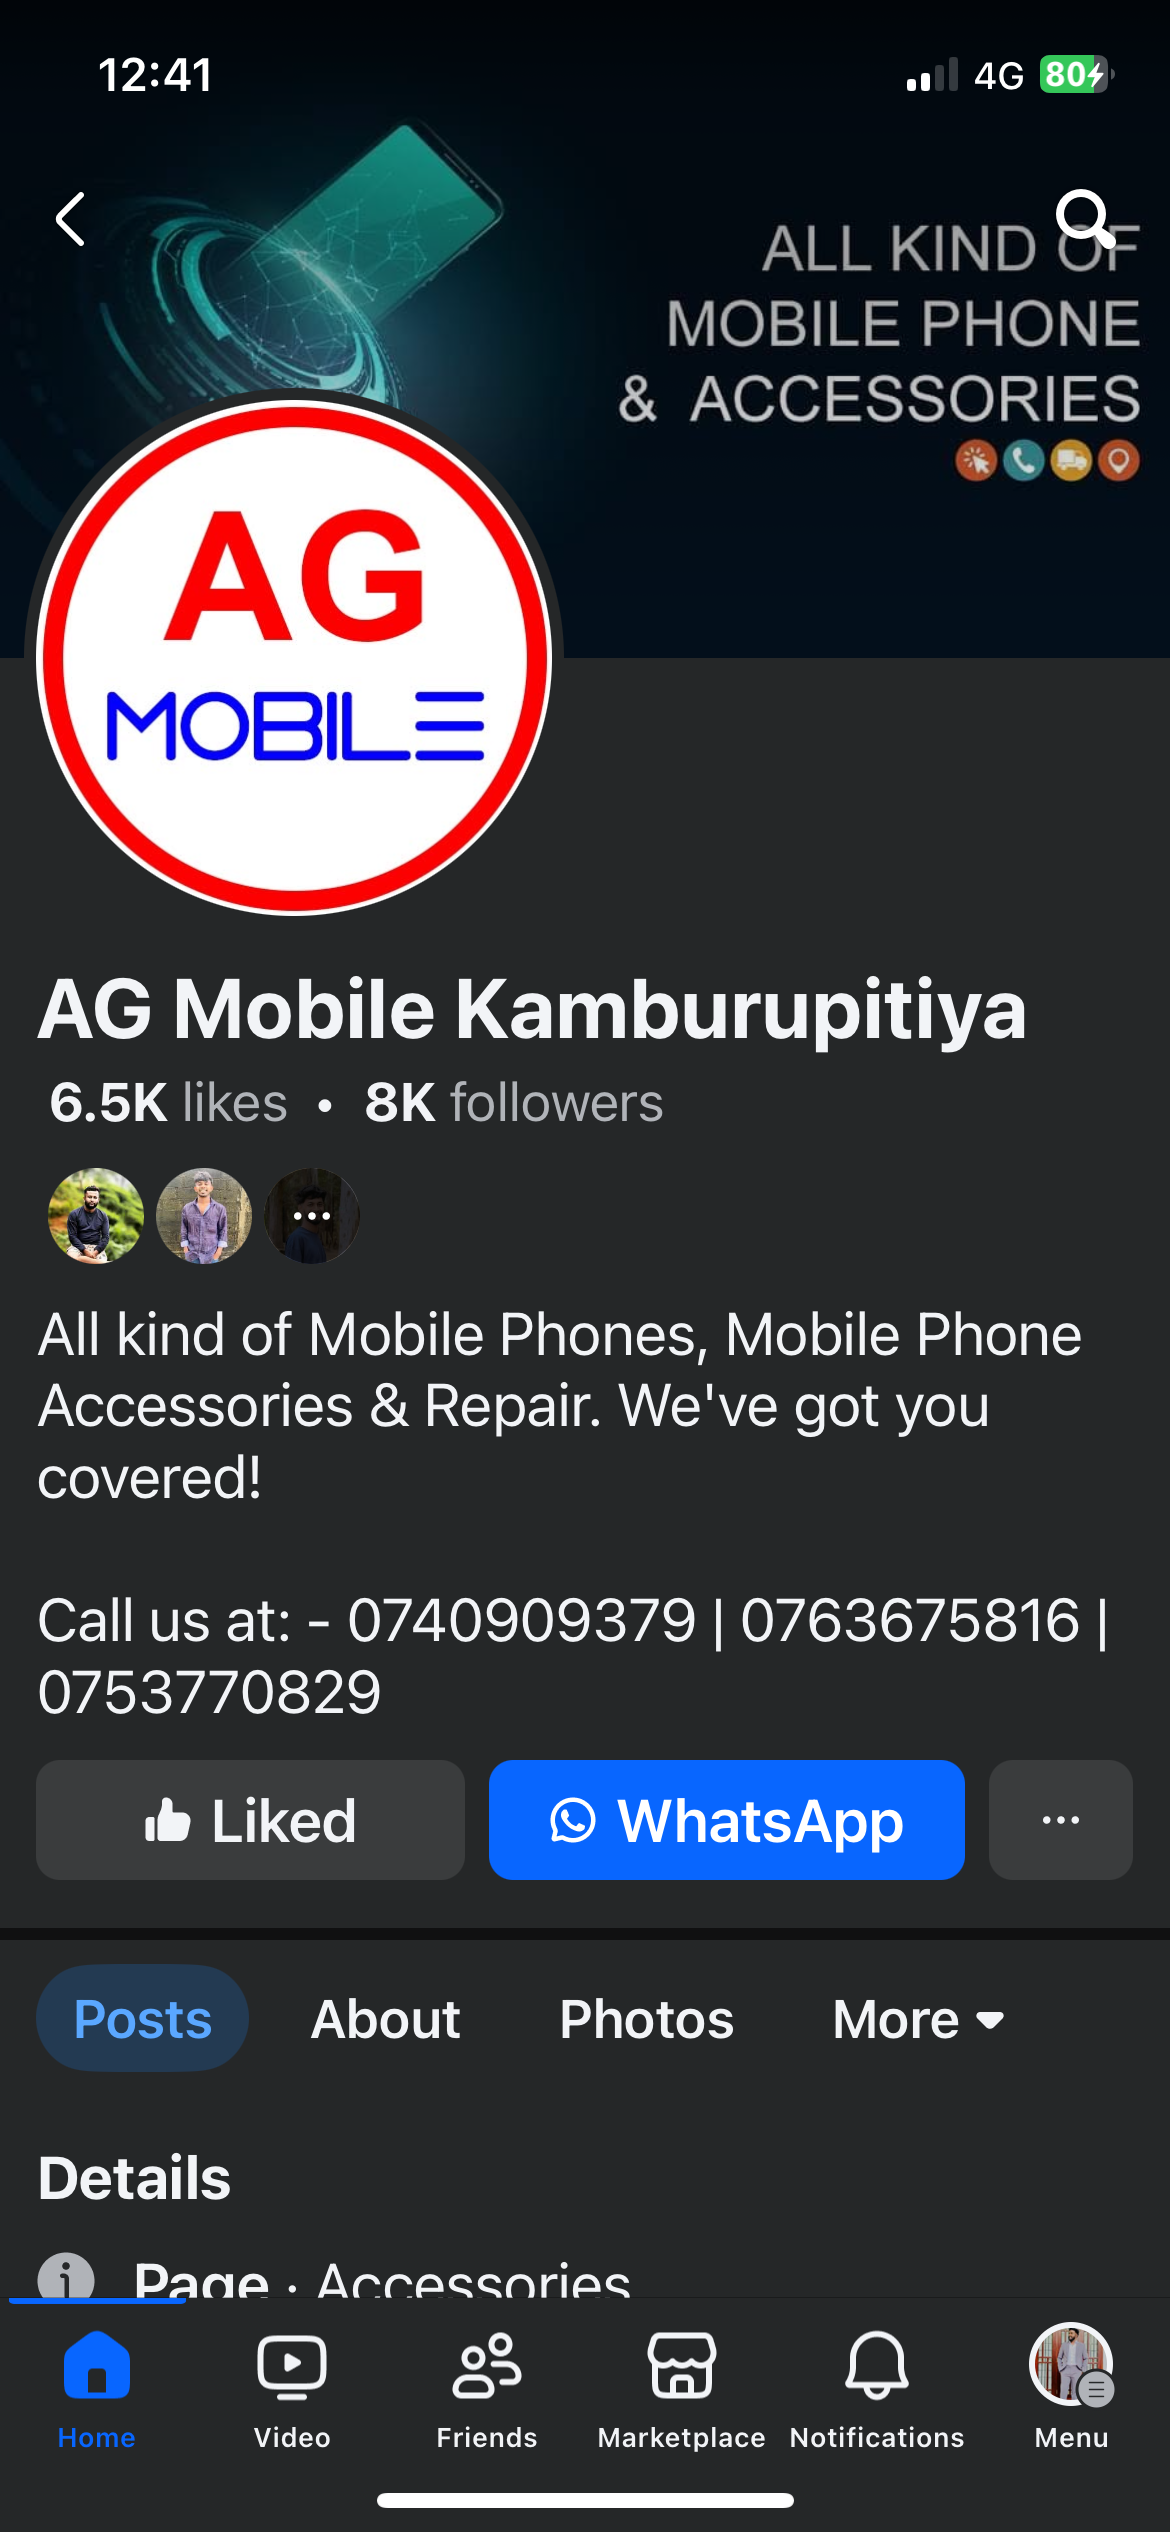 12:41
4G 80
ALL KIND OF
MOBILE PHONE
& ACCESSORIES
AG
MOBILE
AG Mobile Kamburupitiya
6.5K likes • 8K followers
All kind of Mobile Phones, Mobile Phone
Accessories & Repair. We've got you
covered!
Call us at: - 0740909379 | 0763675816 |
0753770829
Liked WhatsApp
Posts About Photos More
Details
Page · Accessories
Home Video Friends Marketplace Notifications Menu